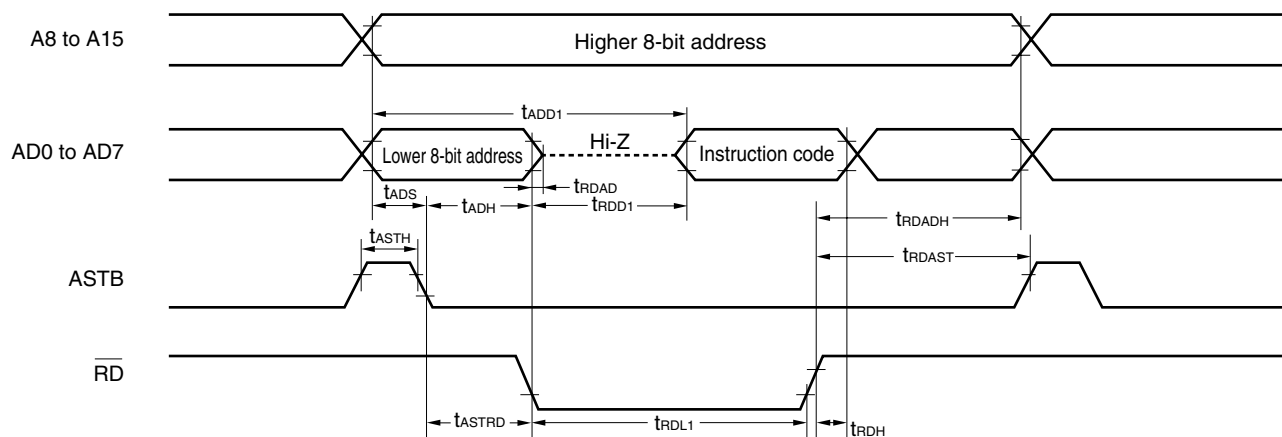 A8 to A15
Higher 8-bit address
tADD1
AD0 to AD7
Lower 8-bit address
Hi-Z
Instruction code
tRDAD
tADS
tADH
tRDD1
tRDADH
tASTH
tRDAST
ASTB
RD
tASTRD
tRDL1
tRDH